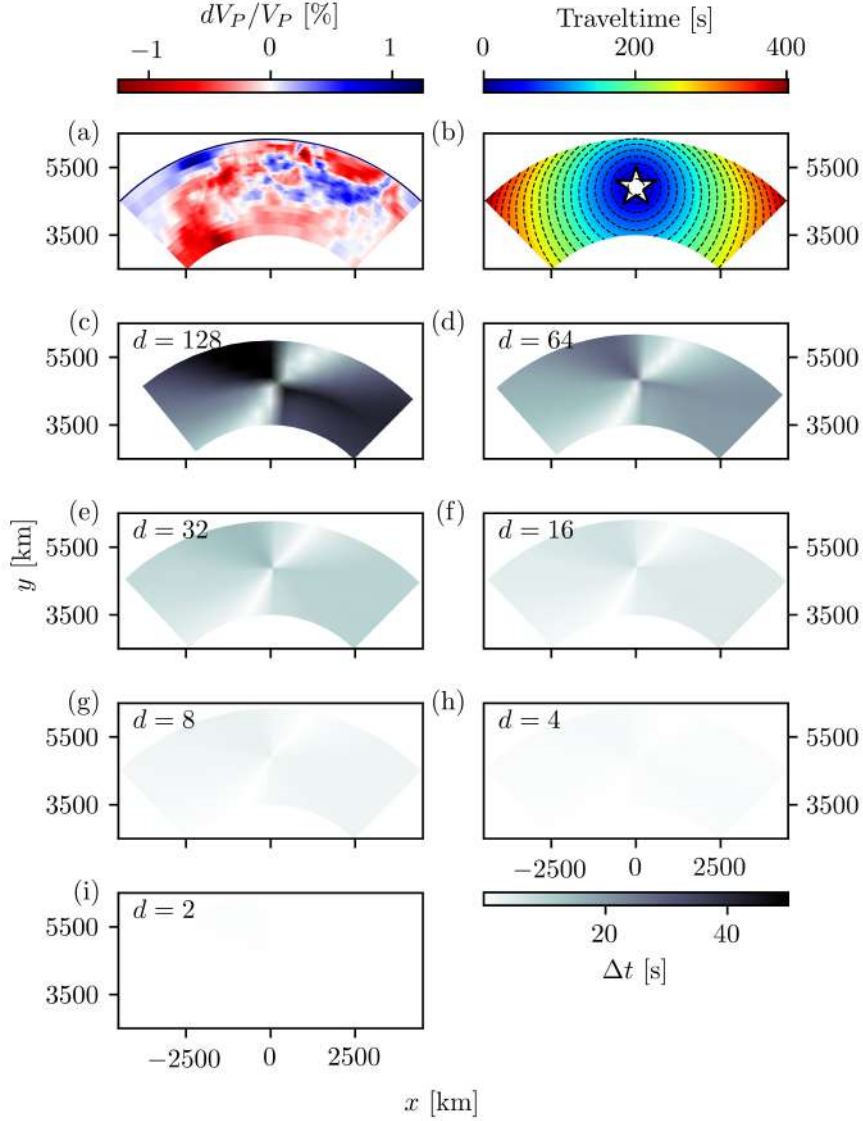 dV_P/V_P [%]
Traveltime [s]
−1 0 1
0 200 400
(a) (b)
5500 5500
3500 3500
(c) d = 128 (d) d = 64
5500 5500
3500 3500
(e) d = 32 (f) d = 16
5500 5500
3500 3500
y [km]
(g) d = 8 (h) d = 4
5500 5500
3500 3500
−2500 0 2500
(i) d = 2
5500
3500
20 40
Δt [s]
−2500 0 2500
x [km]